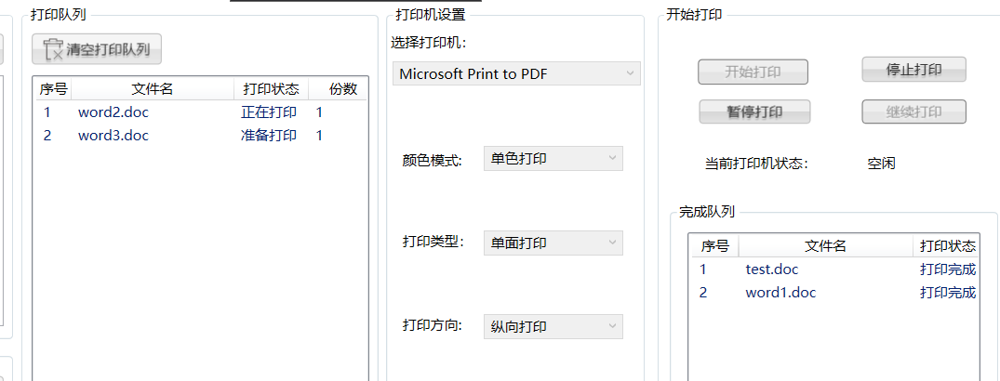 打印队列
清空打印队列
序号 文件名 打印状态 份数
1 word2.doc 正在打印 1
2 word3.doc 准备打印 1
打印机设置
选择打印机:
Microsoft Print to PDF
颜色模式: 单色打印
打印类型: 单面打印
打印方向: 纵向打印
开始打印
开始打印 停止打印
暂停打印 继续打印
当前打印机状态: 空闲
完成队列
序号 文件名 打印状态
1 test.doc 打印完成
2 word1.doc 打印完成